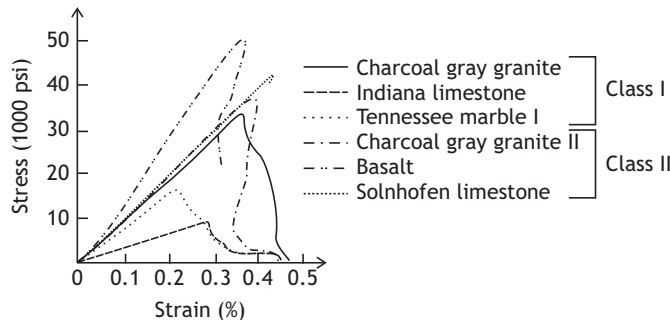 50
40
30
20
10
0
0.1
0.2
0.3
0.4
0.5
Stress (1000 psi)
Strain (%)
Charcoal gray granite
Indiana limestone
Tennessee marble I
Class I
Charcoal gray granite II
Basalt
Solnhofen limestone
Class II